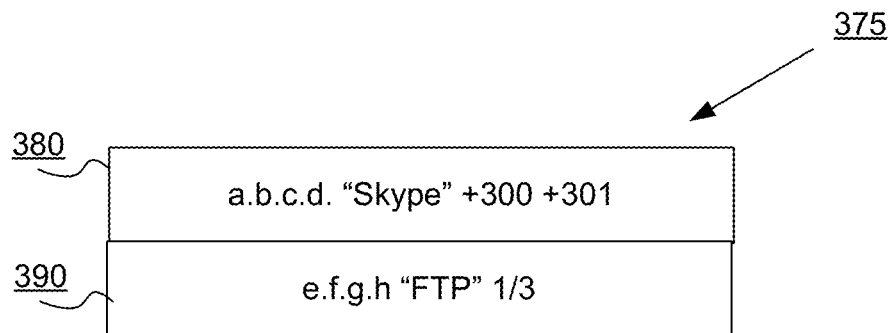 375
380
a.b.c.d. “Skype” +300 +301
390
e.f.g.h “FTP” 1/3